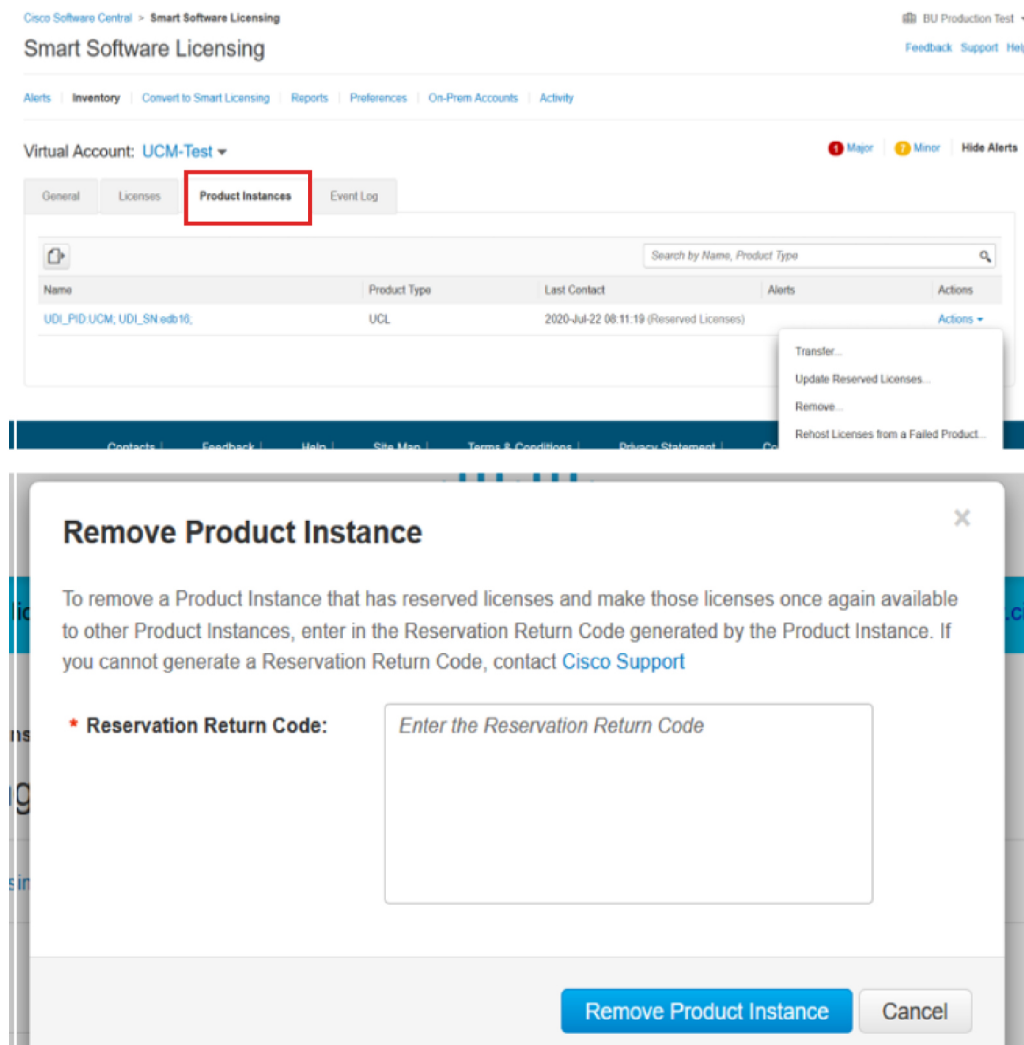 Cisco Software Central > Smart Software Licensing
BU Production Test
Smart Software Licensing
Feedback Support Help
Alerts Inventory Convert to Smart Licensing Reports Preferences On-Prem Accounts Activity
Virtual Account: UCM-Test
1 Major 7 Minor Hide Alerts
General Licenses Product Instances Event Log
Search by Name, Product Type
Name Product Type Last Contact Alerts Actions
UDI_PID:UCM; UDI_SN:edb16; UCL 2020-Jul-22 08:11:19 (Reserved Licenses) Actions
Transfer...
Update Reserved Licenses...
Remove...
Rehost Licenses from a Failed Product...
Contacts | Feedback | Help | Site Map | Terms & Conditions | Privacy Statement |
Remove Product Instance
×
To remove a Product Instance that has reserved licenses and make those licenses once again available
to other Product Instances, enter in the Reservation Return Code generated by the Product Instance. If
you cannot generate a Reservation Return Code, contact Cisco Support
* Reservation Return Code:
Enter the Reservation Return Code
Remove Product Instance
Cancel